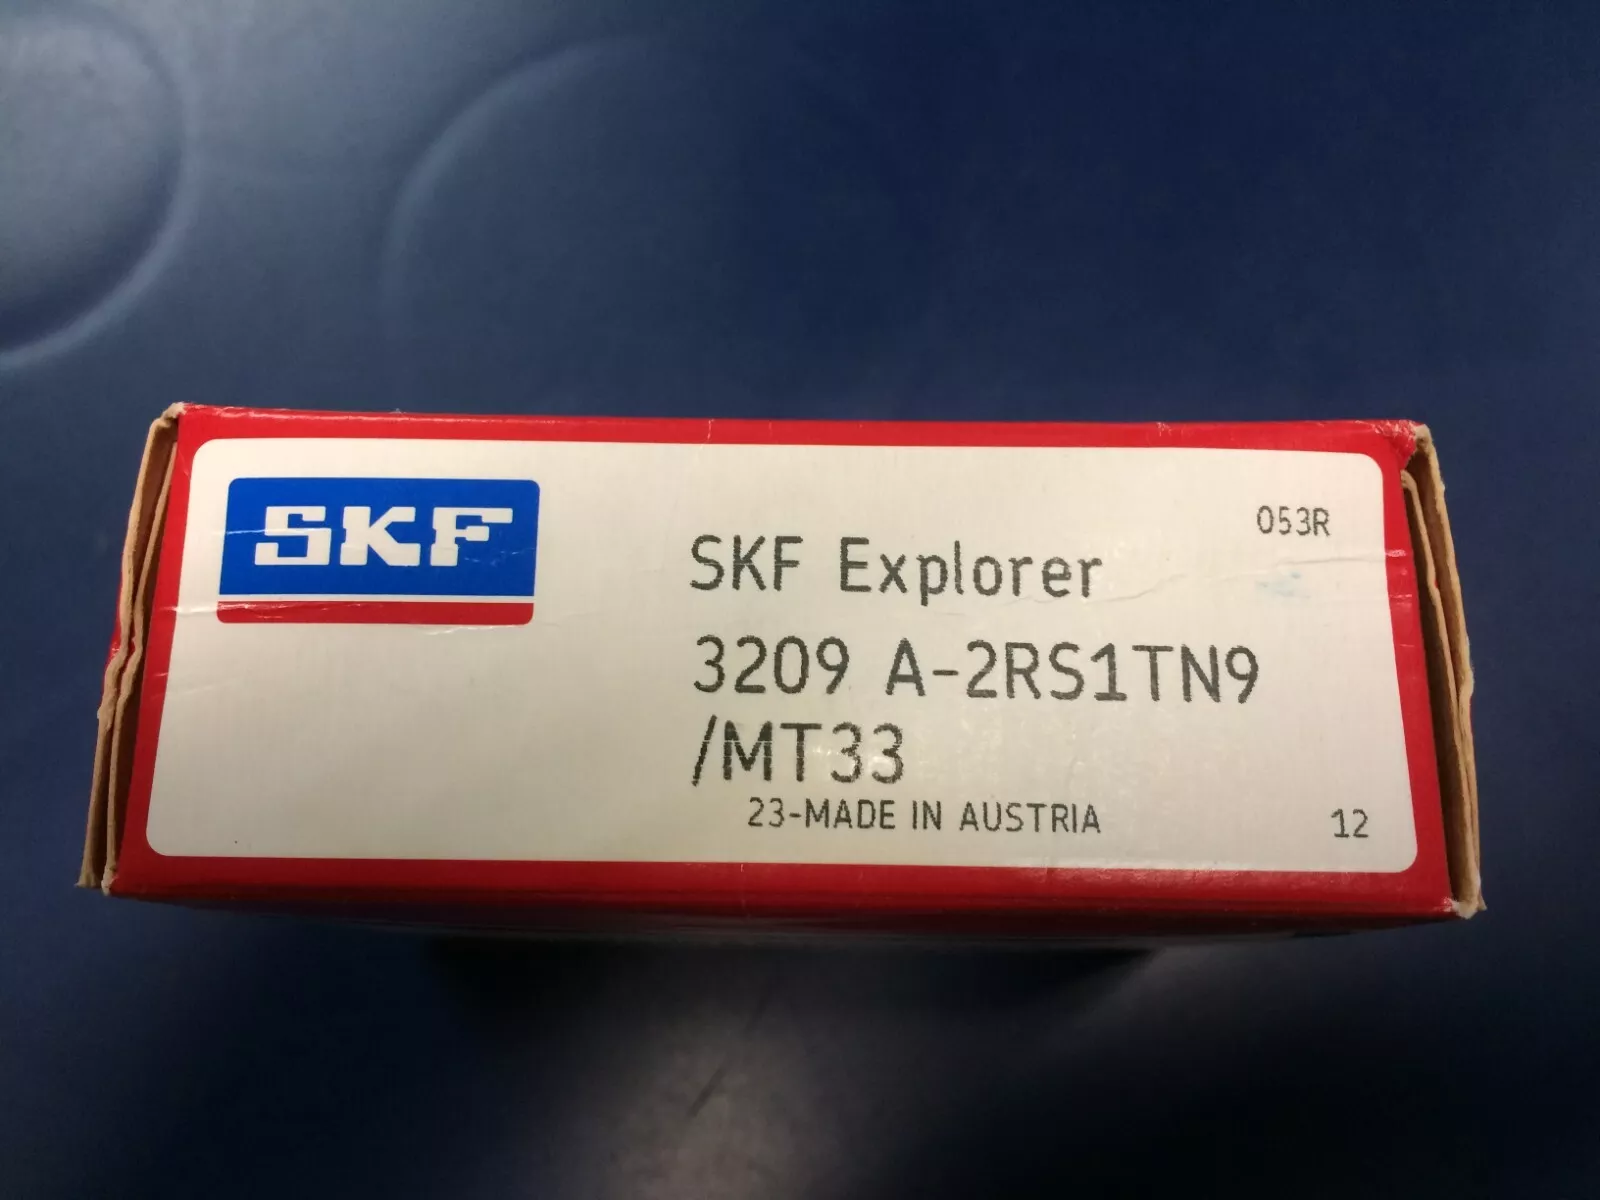 SKF
053R
SKF Explorer
3209 A-2RS1TN9
/MT33
23-MADE IN AUSTRIA
12